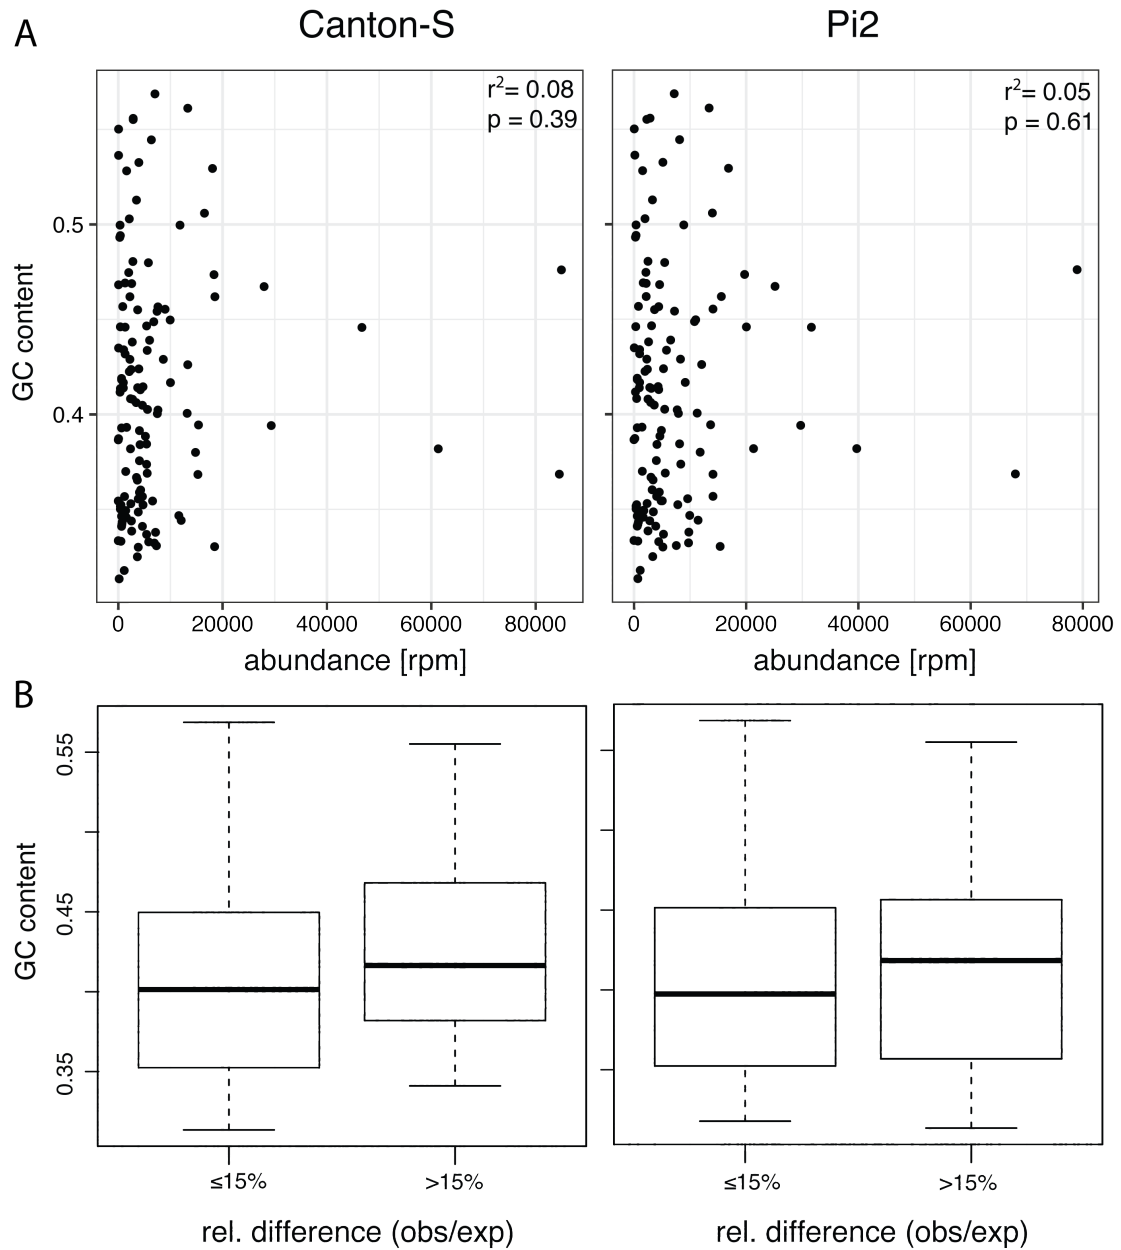 A
Canton-S
Pi2
r²= 0.08
p = 0.39
r²= 0.05
p = 0.61
GC content
0.5
0.4
0 20000 40000 60000 80000
0 20000 40000 60000 80000
abundance [rpm]
abundance [rpm]
B
GC content
0.55
0.45
0.35
≤15% >15%
≤15% >15%
rel. difference (obs/exp)
rel. difference (obs/exp)